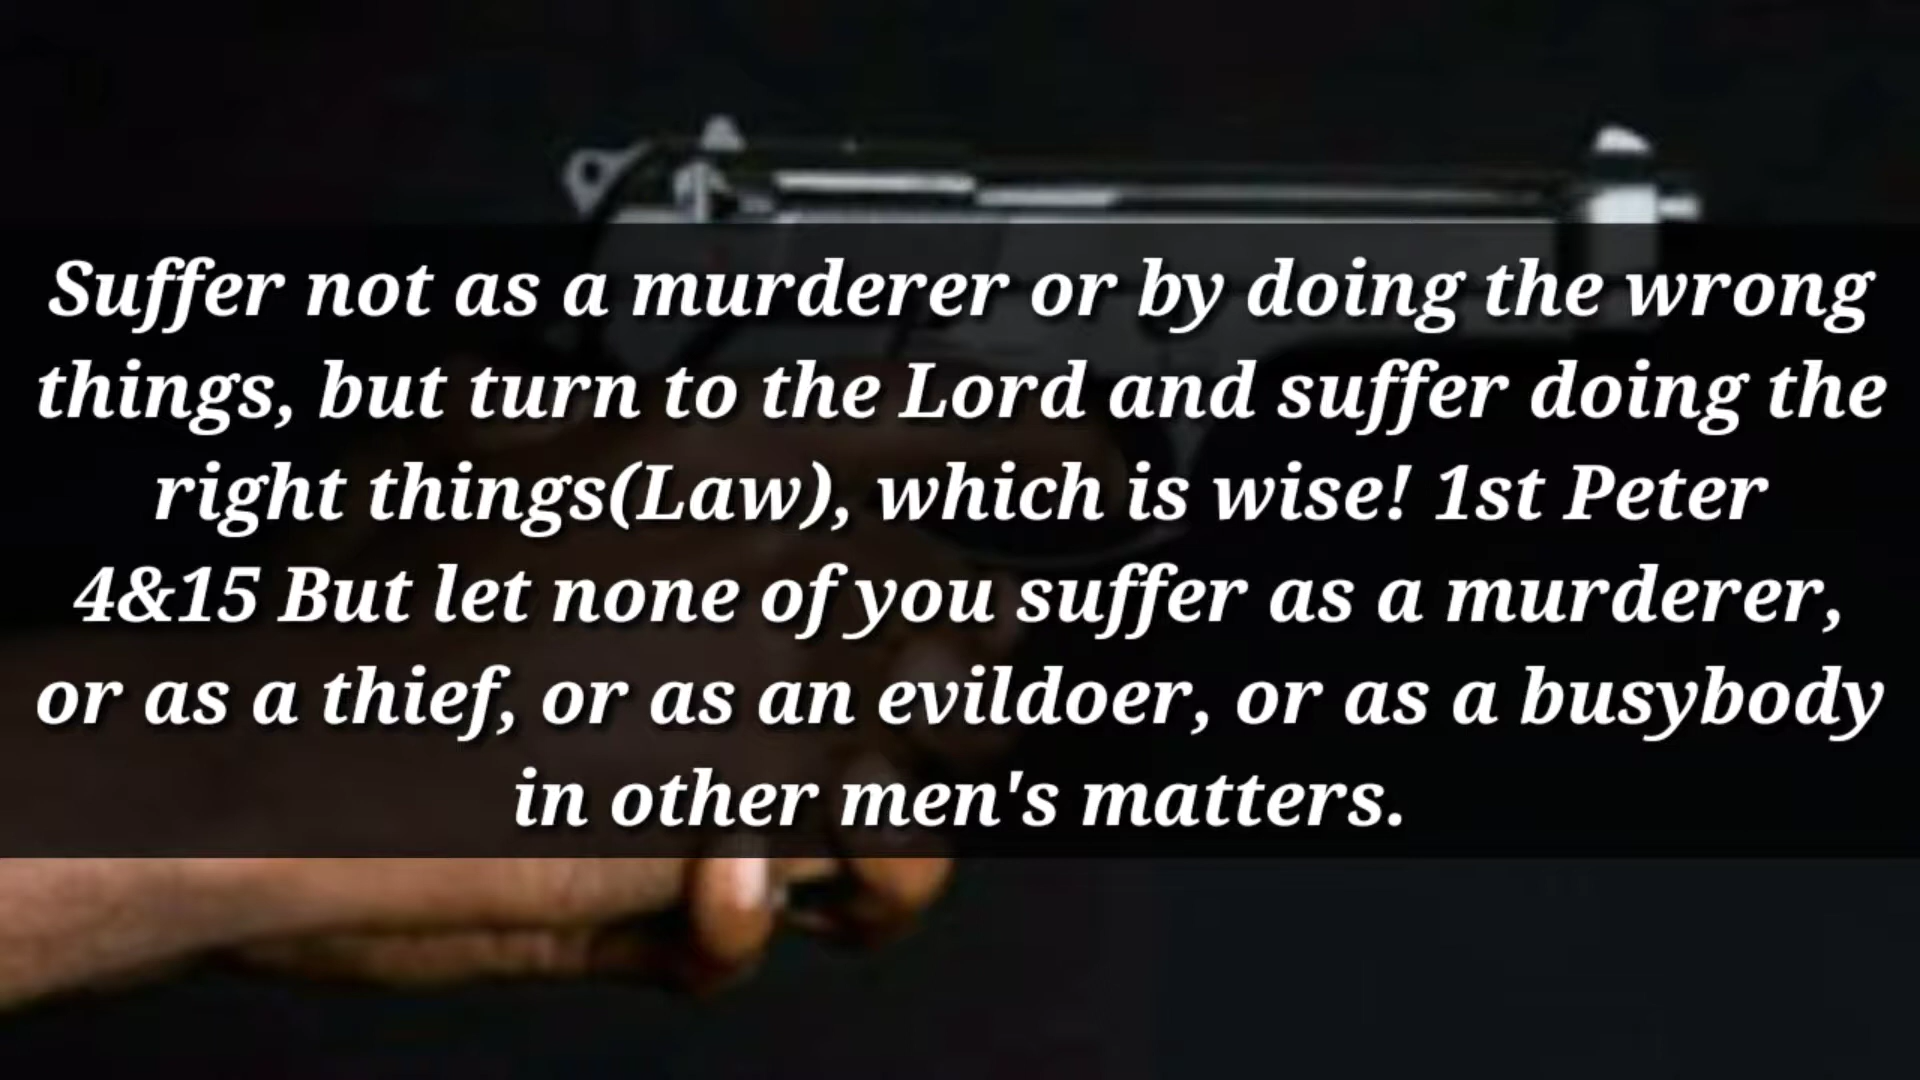 Suffer not as a murderer or by doing the wrong
things, but turn to the Lord and suffer doing the
right things(Law), which is wise! 1st Peter
4&15 But let none of you suffer as a murderer,
or as a thief, or as an evildoer, or as a busybody
in other men's matters.